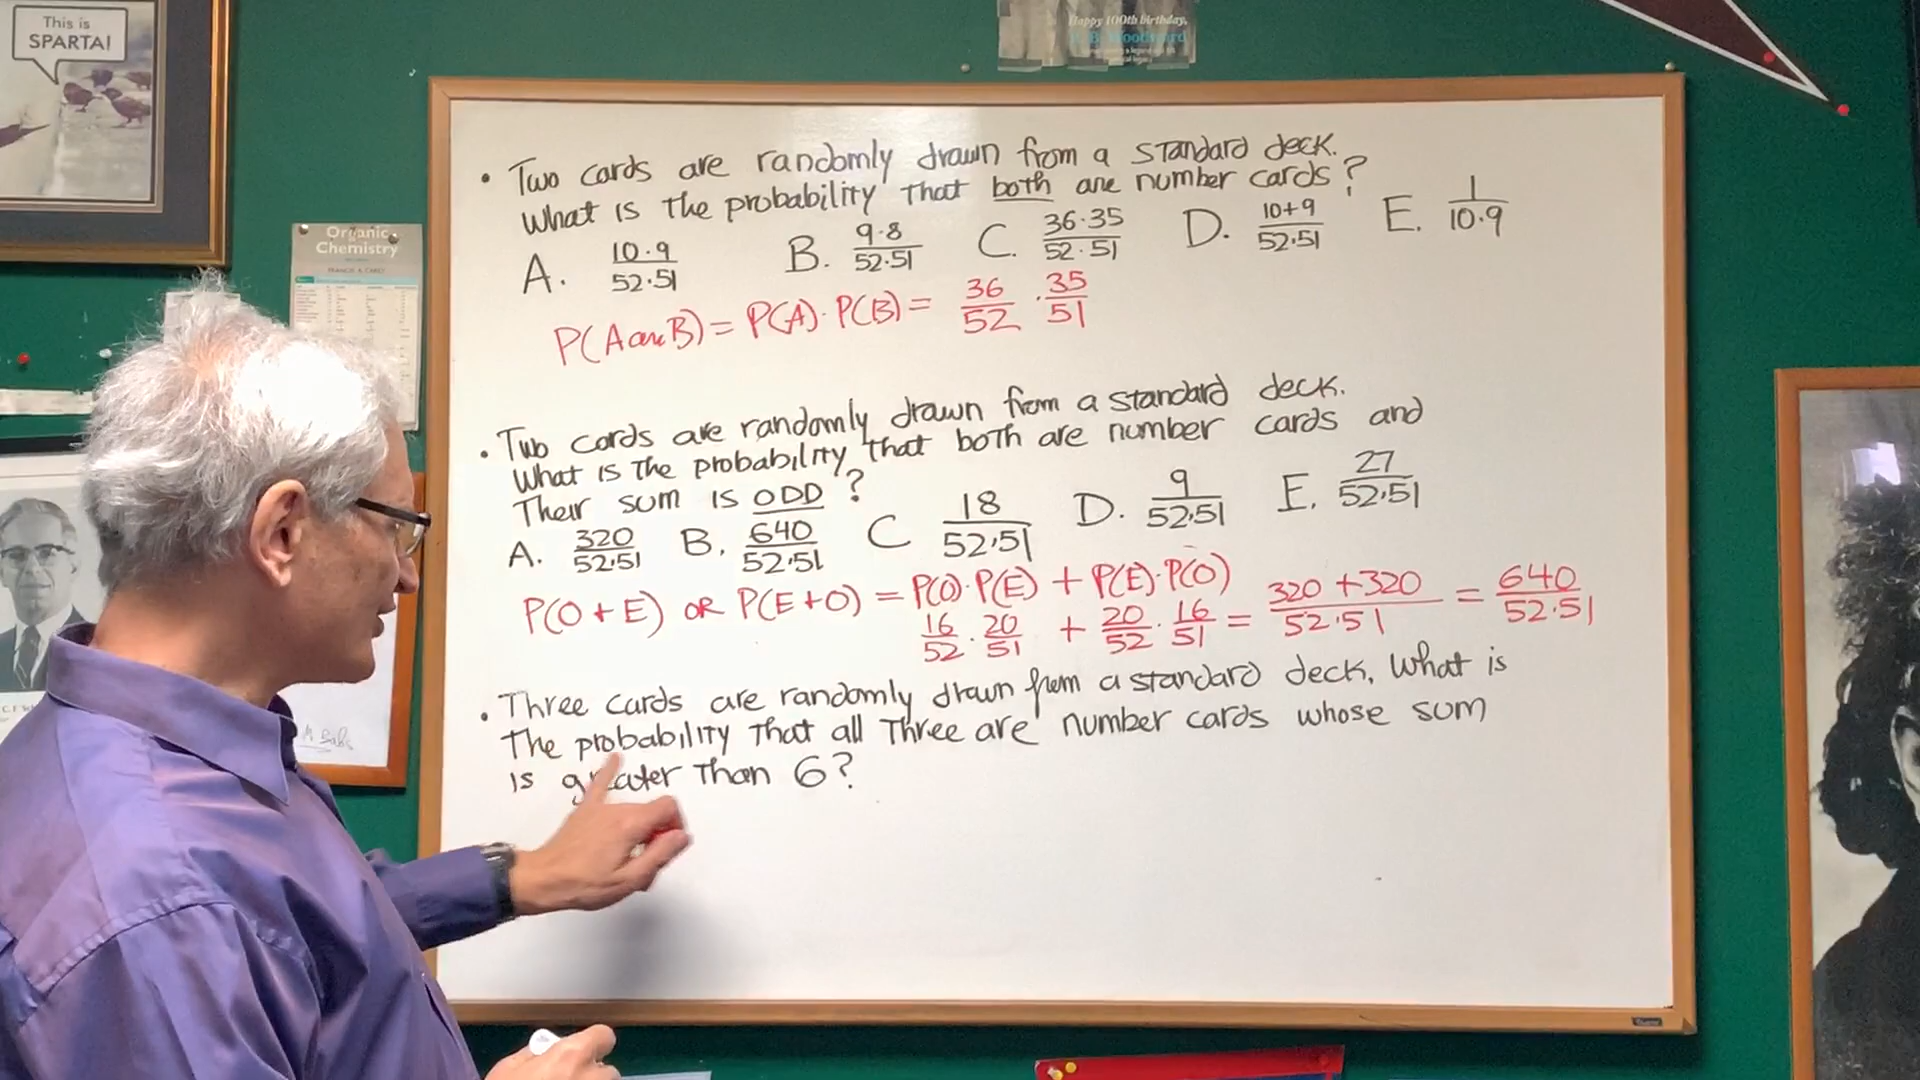 This is
SPARTA!
Happy 100th birthday,
Organic
Chemistry
• Two cards are randomly drawn from a standard deck.
What is the probability that both are number cards?
A. 10·9/52·51 B. 9·8/52·51 C. 36·35/52·51 D. 10+9/52·51 E. 1/10·9
P(A and B) = P(A)·P(B) = 36/52 · 35/51
• Two cards are randomly drawn from a standard deck.
What is the probability that both are number cards and
Their sum is ODD?
A. 320/52·51 B. 640/52·51 C 18/52·51 D. 9/52·51 E. 27/52·51
P(O+E) OR P(E+O) = P(O)·P(E) + P(E)·P(O)
16/52 · 20/51 + 20/52 · 16/51 = 320+320/52·51 = 640/52·51
• Three cards are randomly drawn from a standard deck, What is
The probability That all Three are number cards whose sum
is greater Than 6?